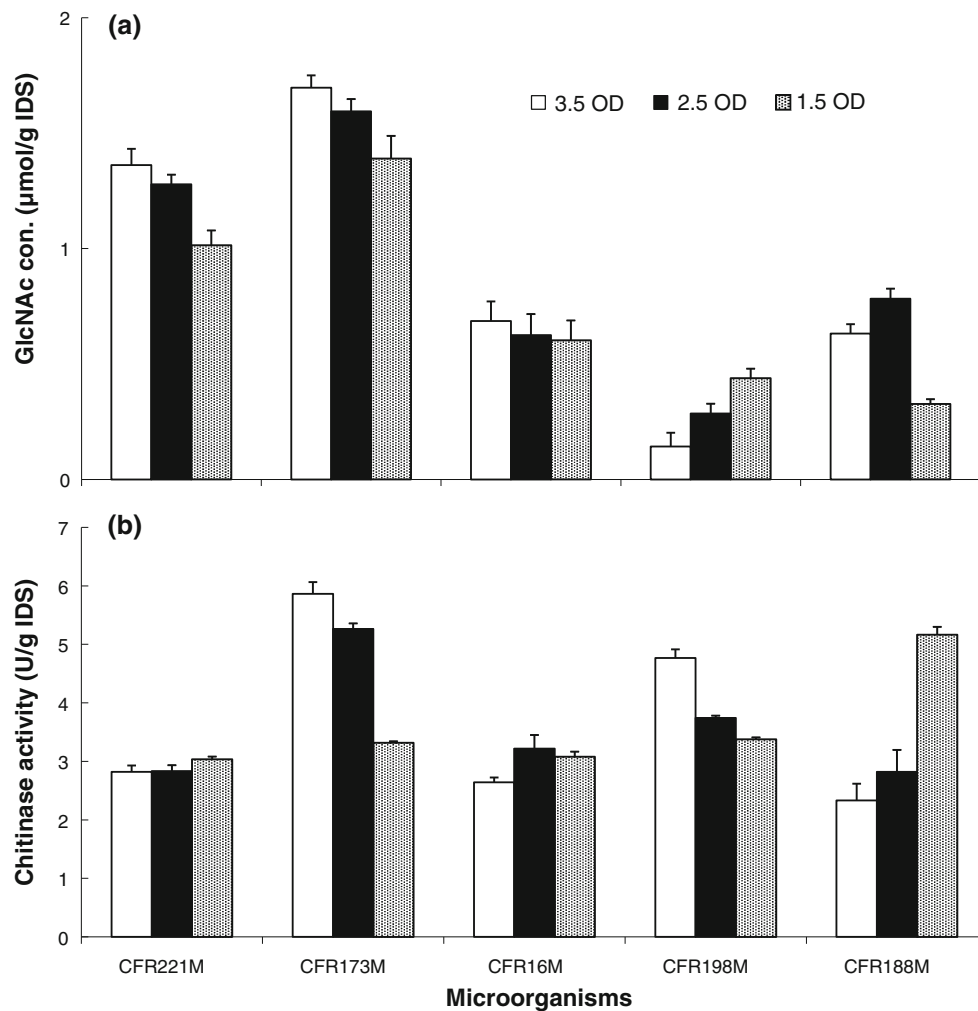 (a)
GlcNAc con. (µmol/g IDS)
2
1
0
3.5 OD
2.5 OD
1.5 OD
(b)
Chitinase activity (U/g IDS)
7
6
5
4
3
2
1
0
CFR221M CFR173M CFR16M CFR198M CFR188M
Microorganisms